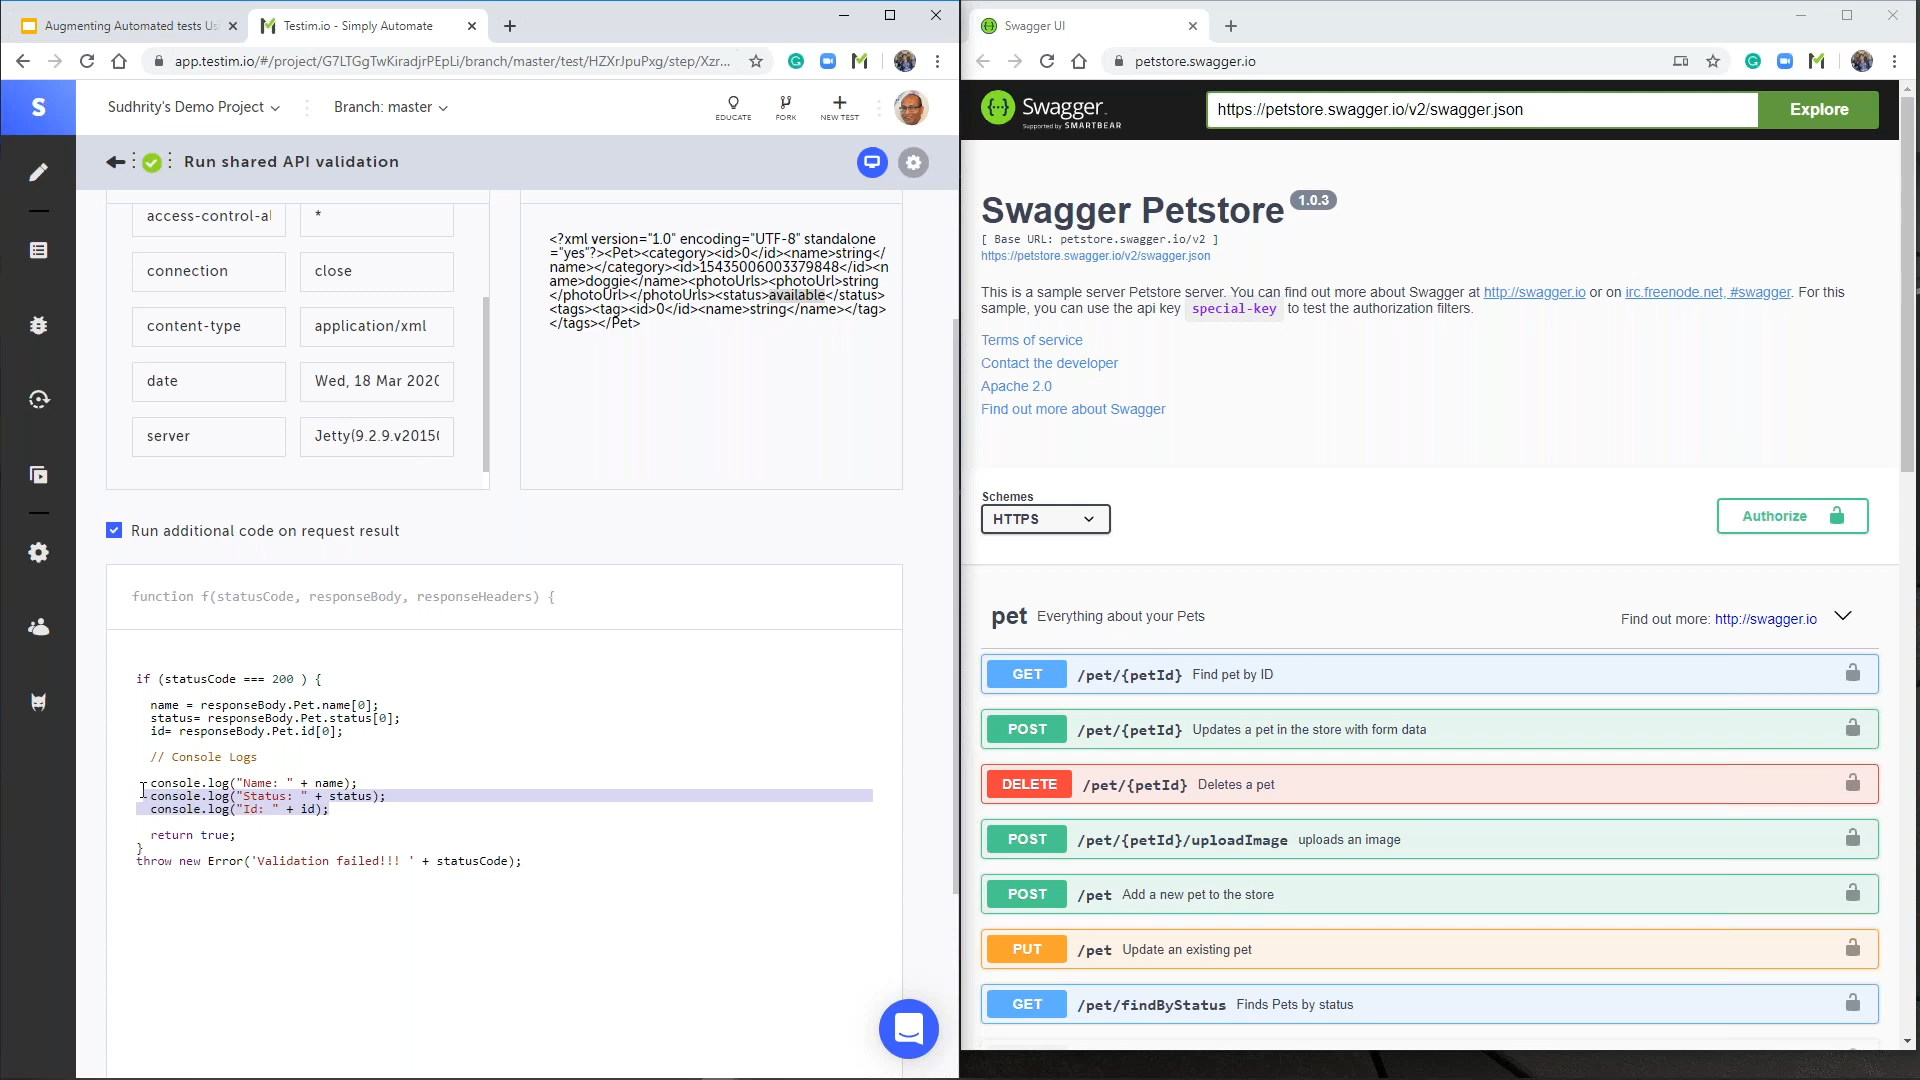 Augmenting Automated tests Us
Testim.io - Simply Automate
app.testim.io/#/project/G7LTGgTwKiradjrPEpLi/branch/master/test/HZXrJpuPxg/step/Xzr...
S
Sudhrity's Demo Project
Branch: master
EDUCATE
FORK
NEW TEST
Run shared API validation
access-control-al
*
connection
close
content-type
application/xml
date
Wed, 18 Mar 2020
server
Jetty(9.2.9.v20150
<?xml version="1.0" encoding="UTF-8" standalone
="yes"?><Pet><category><id>0</id><name>string</
name></category><id>15435006003379848</id><n
ame>doggie</name><photoUrls><photoUrl>string
</photoUrl></photoUrls><status>available</status>
<tags><tag><id>0</id><name>string</name></tag>
</tags></Pet>
Run additional code on request result
function f(statusCode, responseBody, responseHeaders) {
if (statusCode === 200 ) {
name = responseBody.Pet.name[0];
status= responseBody.Pet.status[0];
id= responseBody.Pet.id[0];
// Console Logs
console.log("Name: " + name);
console.log("Status: " + status);
console.log("Id: " + id);
return true;
}
throw new Error('Validation failed!!! ' + statusCode);
Swagger UI
petstore.swagger.io
{···} Swagger.
Supported by SMARTBEAR
https://petstore.swagger.io/v2/swagger.json
Explore
Swagger Petstore 1.0.3
[ Base URL: petstore.swagger.io/v2 ]
https://petstore.swagger.io/v2/swagger.json
This is a sample server Petstore server. You can find out more about Swagger at http://swagger.io or on irc.freenode.net, #swagger. For this
sample, you can use the api key special-key to test the authorization filters.
Terms of service
Contact the developer
Apache 2.0
Find out more about Swagger
Schemes
HTTPS
Authorize
pet Everything about your Pets
Find out more: http://swagger.io
GET /pet/{petId} Find pet by ID
POST /pet/{petId} Updates a pet in the store with form data
DELETE /pet/{petId} Deletes a pet
POST /pet/{petId}/uploadImage uploads an image
POST /pet Add a new pet to the store
PUT /pet Update an existing pet
GET /pet/findByStatus Finds Pets by status